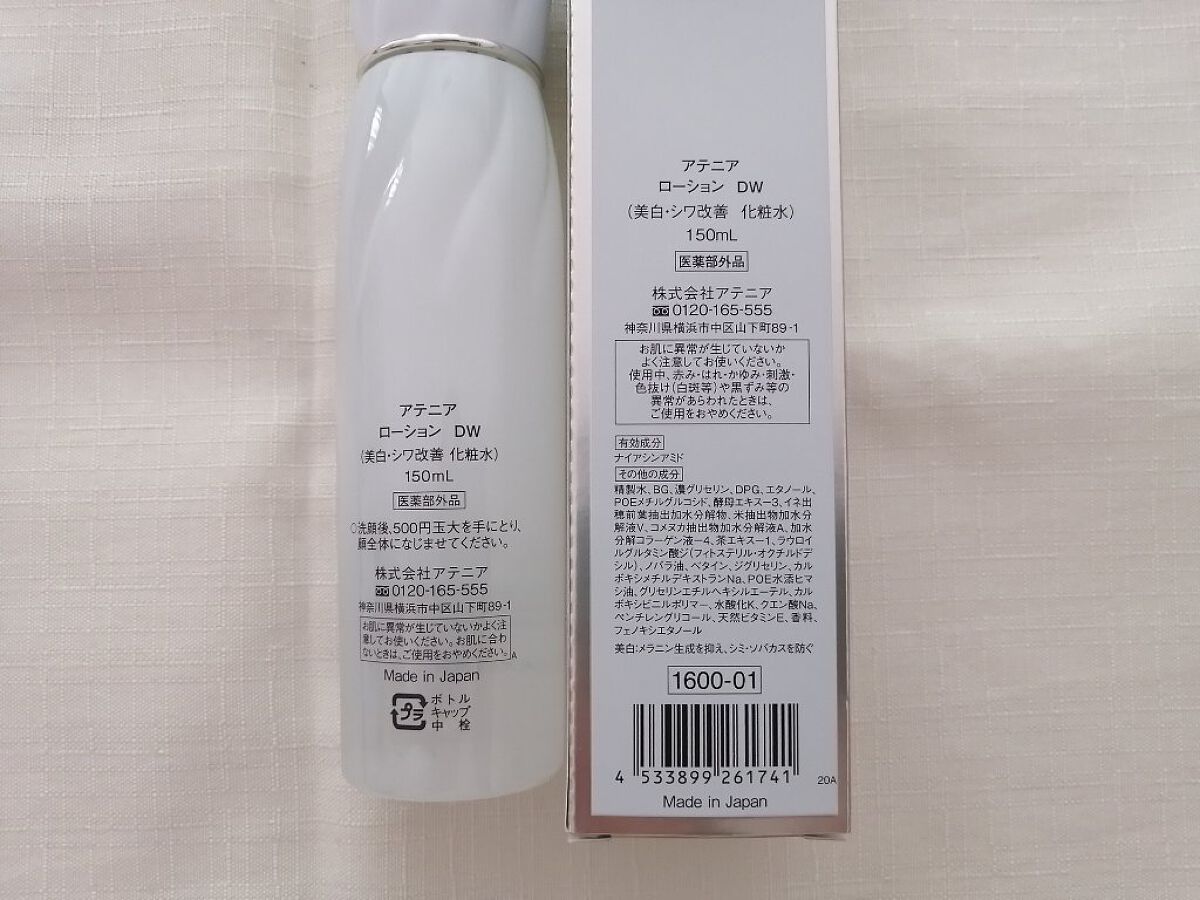 アテニア
ローション DW
(美白・シワ改善 化粧水)
150mL
医薬部外品
○洗顔後、500円玉大を手にとり、
顔全体になじませてください。
株式会社アテニア
0120-165-555
神奈川県横浜市中区山下町89-1
お肌に異常が生じていないかよく注
意してお使いください。お肌に合わ
ないときは、ご使用をおやめください。
A
Made in Japan
プラ
ボトル
キャップ
中栓
アテニア
ローション DW
(美白・シワ改善 化粧水)
150mL
医薬部外品
株式会社アテニア
0120-165-555
神奈川県横浜市中区山下町89-1
お肌に異常が生じていないか
よく注意してお使いください。
使用中、赤み・はれ・かゆみ・刺激・
色抜け(白斑等)や黒ずみ等の
異常があらわれたときは、
ご使用をおやめください。
有効成分
ナイアシンアミド
その他の成分
精製水、BG、濃グリセリン、DPG、エタノール、
POEメチルグルコシド、酵母エキス-3、イネ出
穂前葉抽出加水分解物、米抽出物加水分
解液V、コメヌカ抽出物加水分解液A、加水
分解コラーゲン液-4、茶エキス-1、ラウロイ
ルグルタミン酸ジ(フィトステリル・オクチルドデ
シル)、ノバラ油、ベタイン、ジグリセリン、カル
ボキシメチルデキストランNa、POE水添ヒマ
シ油、グリセリンエチルヘキシルエーテル、カル
ボキシビニルポリマー、水酸化K、クエン酸Na、
ペンチレングリコール、天然ビタミンE、香料、
フェノキシエタノール
美白:メラニン生成を抑え、シミ・ソバカスを防ぐ
1600-01
4 533899 261741
20A
Made in Japan